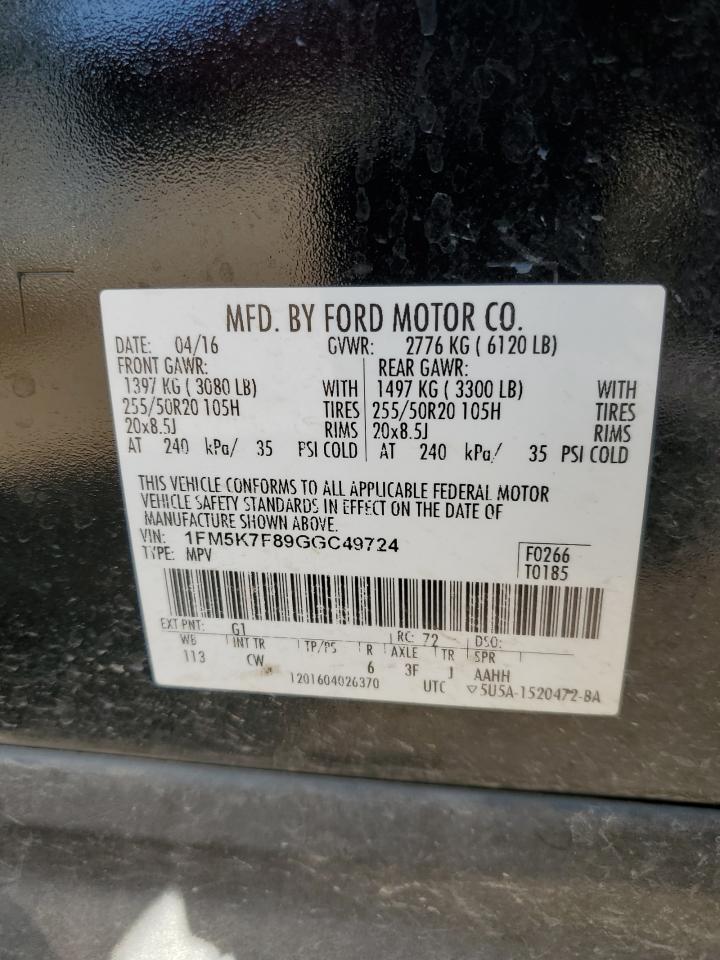 MFD. BY FORD MOTOR CO.
DATE: 04/16 GVWR: 2776 KG ( 6120 LB)
FRONT GAWR: REAR GAWR:
1397 KG ( 3080 LB) WITH 1497 KG ( 3300 LB) WITH
255/50R20 105H TIRES 255/50R20 105H TIRES
20x8.5J RIMS 20x8.5J RIMS
AT 240 kPa/ 35 PSI COLD AT 240 kPa/ 35 PSI COLD
THIS VEHICLE CONFORMS TO ALL APPLICABLE FEDERAL MOTOR
VEHICLE SAFETY STANDARDS IN EFFECT ON THE DATE OF
MANUFACTURE SHOWN ABOVE.
VIN: 1FM5K7F89GGC49724
TYPE: MPV
F0266
T0185
EXT PNT: G1 RC: 72 DSO:
WB INT TR TP/PS R AXLE TR SPR
113 CW 6 3F J AAHH
1201604026370 UTC ▽5U5A-1520472-BA